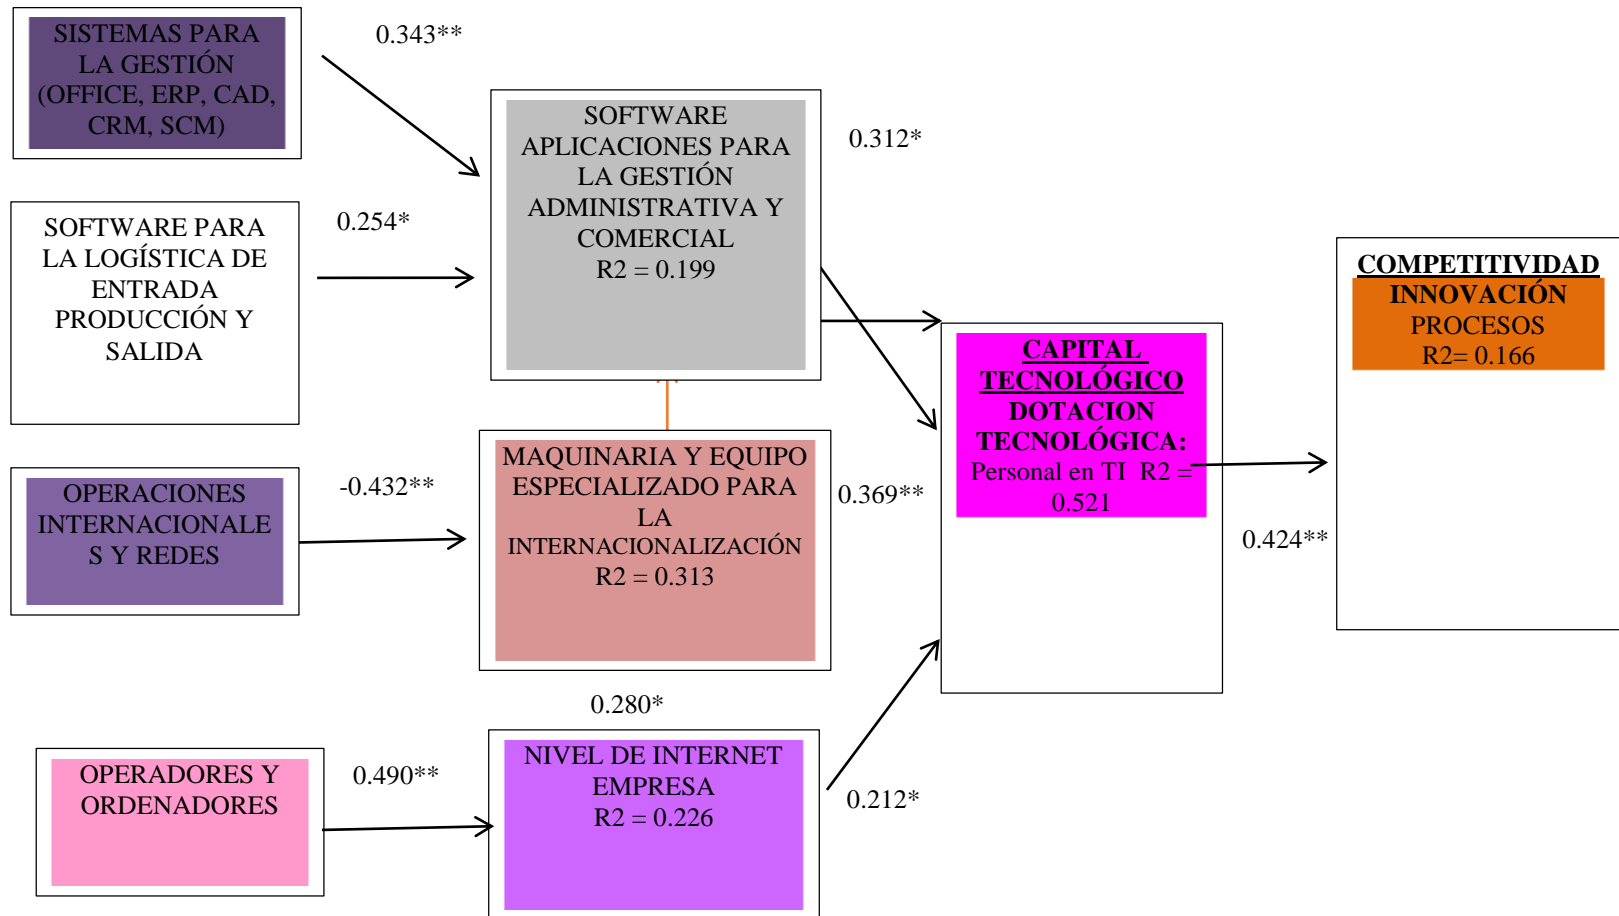 SISTEMAS PARA
LA GESTIÓN
(OFFICE, ERP, CAD,
CRM, SCM)
0.343**
SOFTWARE
APLICACIONES PARA
LA GESTIÓN
ADMINISTRATIVA Y
COMERCIAL
R2 = 0.199
0.312*
SOFTWARE PARA
LA LOGÍSTICA DE
ENTRADA
PRODUCCIÓN Y
SALIDA
0.254*
COMPETITIVIDAD
INNOVACIÓN
PROCESOS
R2= 0.166
CAPITAL
TECNOLÓGICO
DOTACION
TECNOLÓGICA:
Personal en TI  R2 =
0.521
OPERACIONES
INTERNACIONALE
S Y REDES
-0.432**
MAQUINARIA Y EQUIPO
ESPECIALIZADO PARA
LA
INTERNACIONALIZACIÓN
R2 = 0.313
0.369**
0.424**
0.280*
OPERADORES Y
ORDENADORES
0.490**
NIVEL DE INTERNET
EMPRESA
R2 = 0.226
0.212*